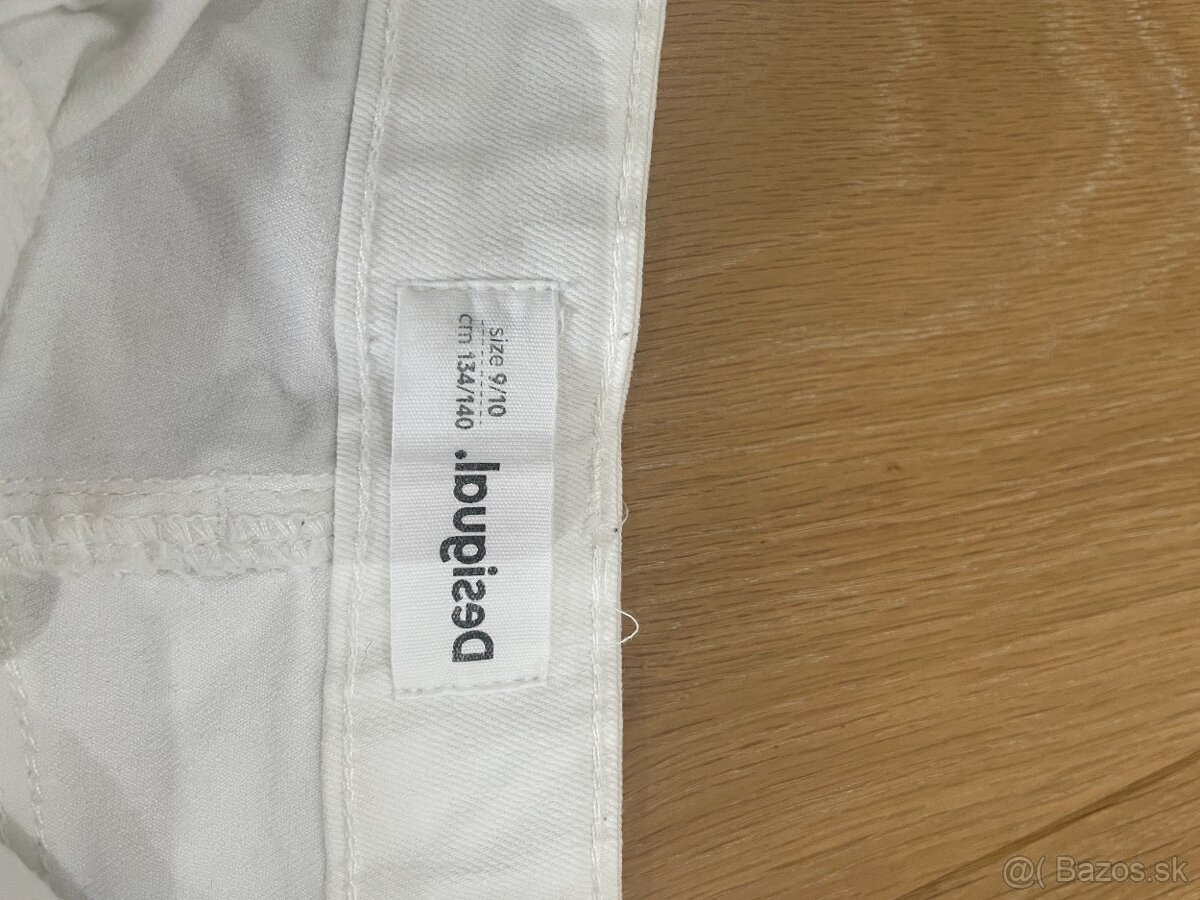 size 9/10
cm 134/140
Desigual.
@( Bazos.sk